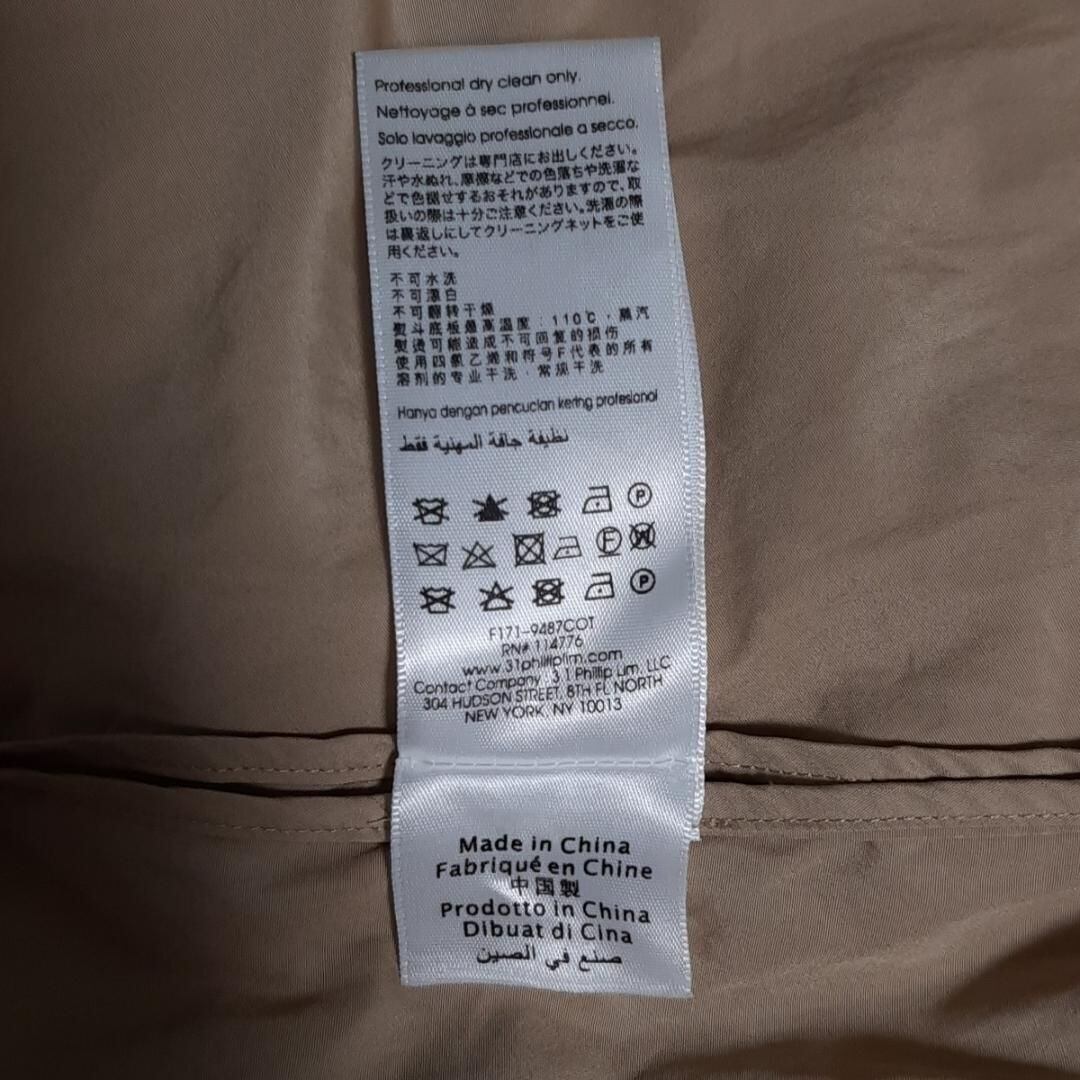 Professional dry clean only.
Nettoyage à sec professionnel.
Solo lavaggio professionale a secco.
クリーニングは専門店にお出しください。
汗や水ぬれ、摩擦などでの色落ちや洗濯な
どで色褪せするおそれがありますので、取
扱いの際は十分ご注意ください。洗濯の際
は裏返しにしてクリーニングネットをご使
用ください。
不可水洗
不可漂白
不可翻转干燥
熨斗底板最高温度：110℃，蒸汽
熨烫可能造成不可回复的损伤
使用四氯乙烯和符号F代表的所有
溶剂的专业干洗，常规干洗
Hanya dengan pencucian kering profesional
نظيفة جافة المهنية فقط
P
F W
P
F171-9487COT
RN# 114776
www.31philliplim.com
Contact Company : 3 1 Phillip Lim, LLC
304 HUDSON STREET, 8TH FL NORTH
NEW YORK, NY 10013
Made in China
Fabriqué en Chine
中国製
Prodotto in China
Dibuat di Cina
صنع في الصين